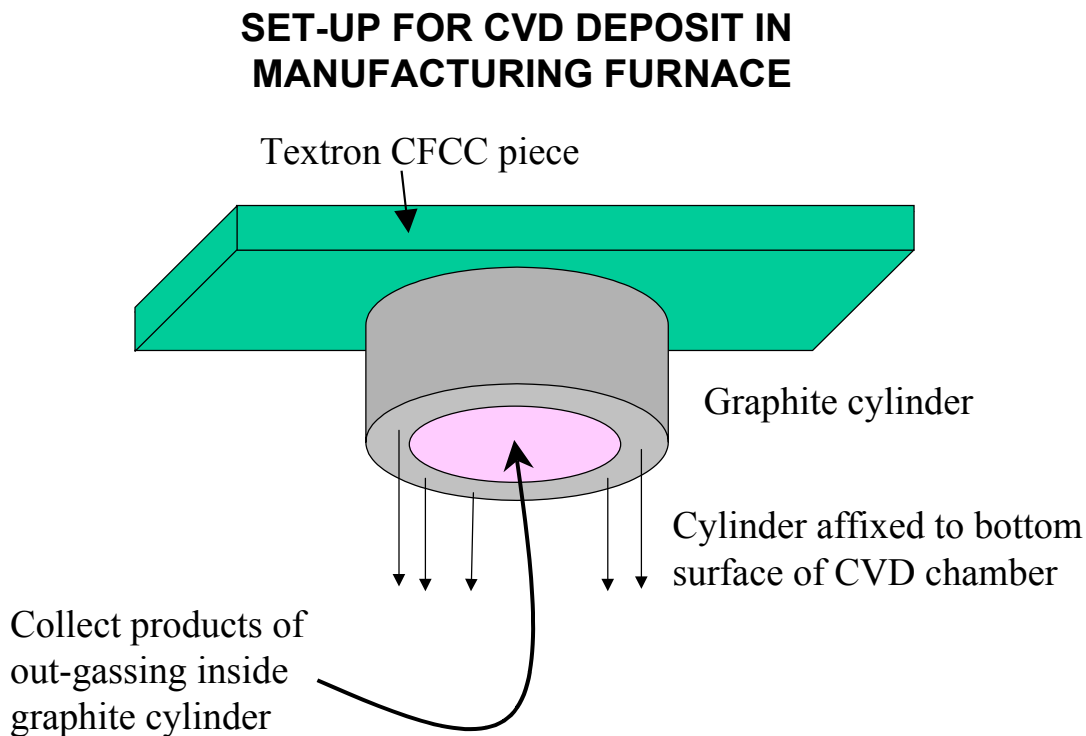 SET-UP FOR CVD DEPOSIT IN
MANUFACTURING FURNACE
Textron CFCC piece
Graphite cylinder
Cylinder affixed to bottom
surface of CVD chamber
Collect products of
out-gassing inside
graphite cylinder